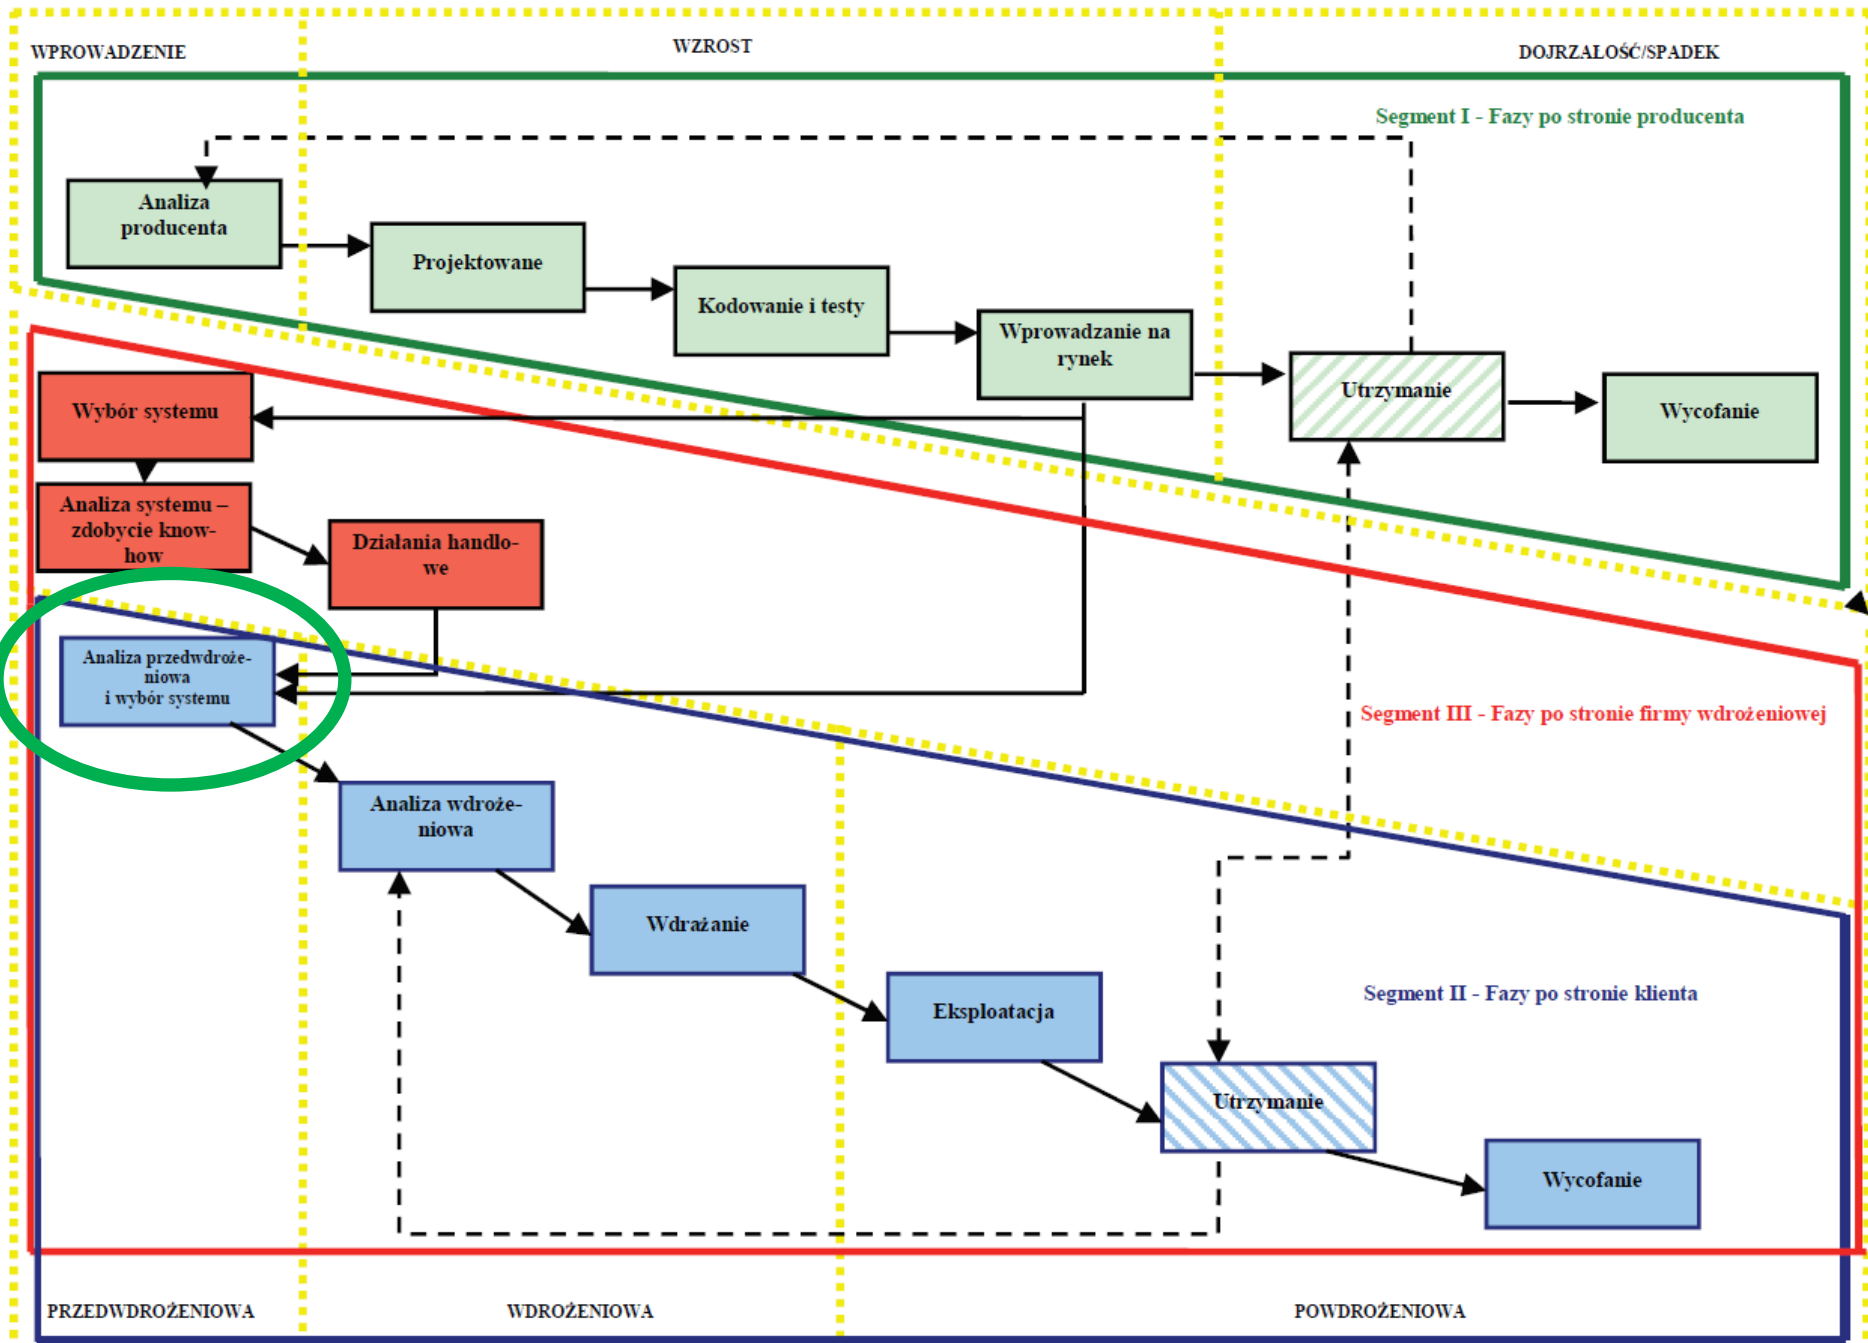 WPROWADZENIE
WZROST
DOJRZAŁOŚĆ/SPADEK
Segment I - Fazy po stronie producenta
Analiza
producenta
Projektowane
Kodowanie i testy
Wprowadzanie na
rynek
Utrzymanie
Wycofanie
Wybór systemu
Analiza systemu –
zdobycie know-
how
Działania handlo-
we
Analiza przedwdroże-
niowa
i wybór systemu
Segment III - Fazy po stronie firmy wdrożeniowej
Analiza wdroże-
niowa
Wdrażanie
Eksploatacja
Segment II - Fazy po stronie klienta
Utrzymanie
Wycofanie
PRZEDWDROŻENIOWA
WDROŻENIOWA
POWDROŻENIOWA